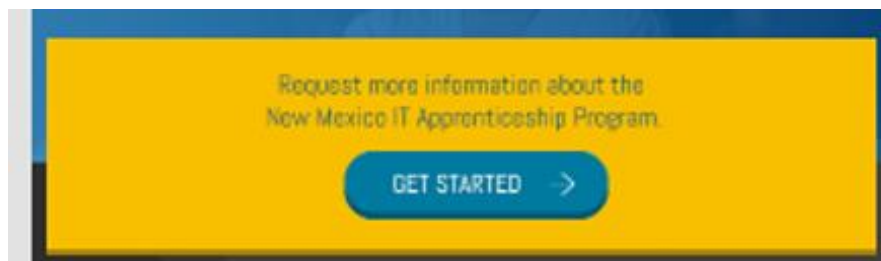 Request more information about the
New Mexico IT Apprenticeship Program.
GET STARTED